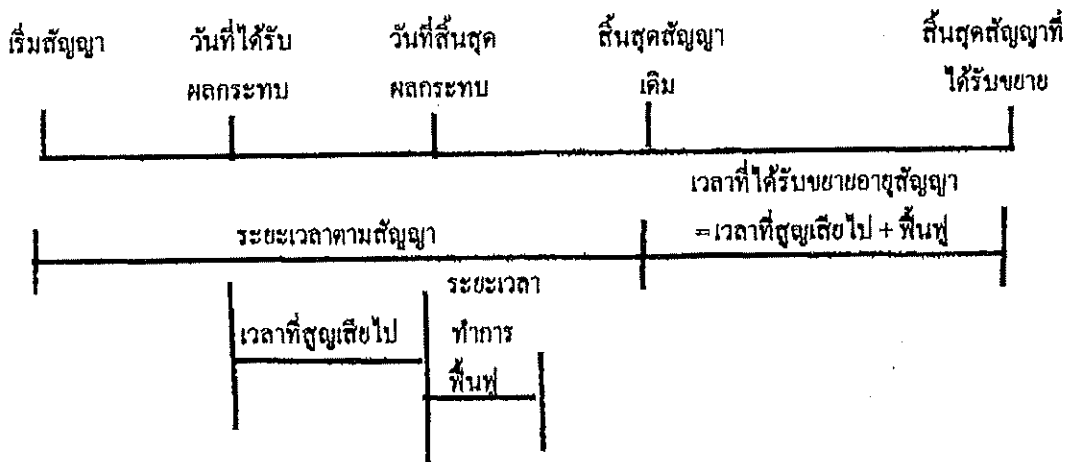 เริ่มสัญญา
วันที่ได้รับ
ผลกระทบ
วันที่สิ้นสุด
ผลกระทบ
สิ้นสุดสัญญา
เดิม
สิ้นสุดสัญญาที่
ได้รับขยาย
เวลาที่ได้รับขยายอายุสัญญา
=เวลาที่สูญเสียไป + ฟื้นฟู
ระยะเวลาตามสัญญา
เวลาที่สูญเสียไป
ระยะเวลา
ทำการ
ฟื้นฟู